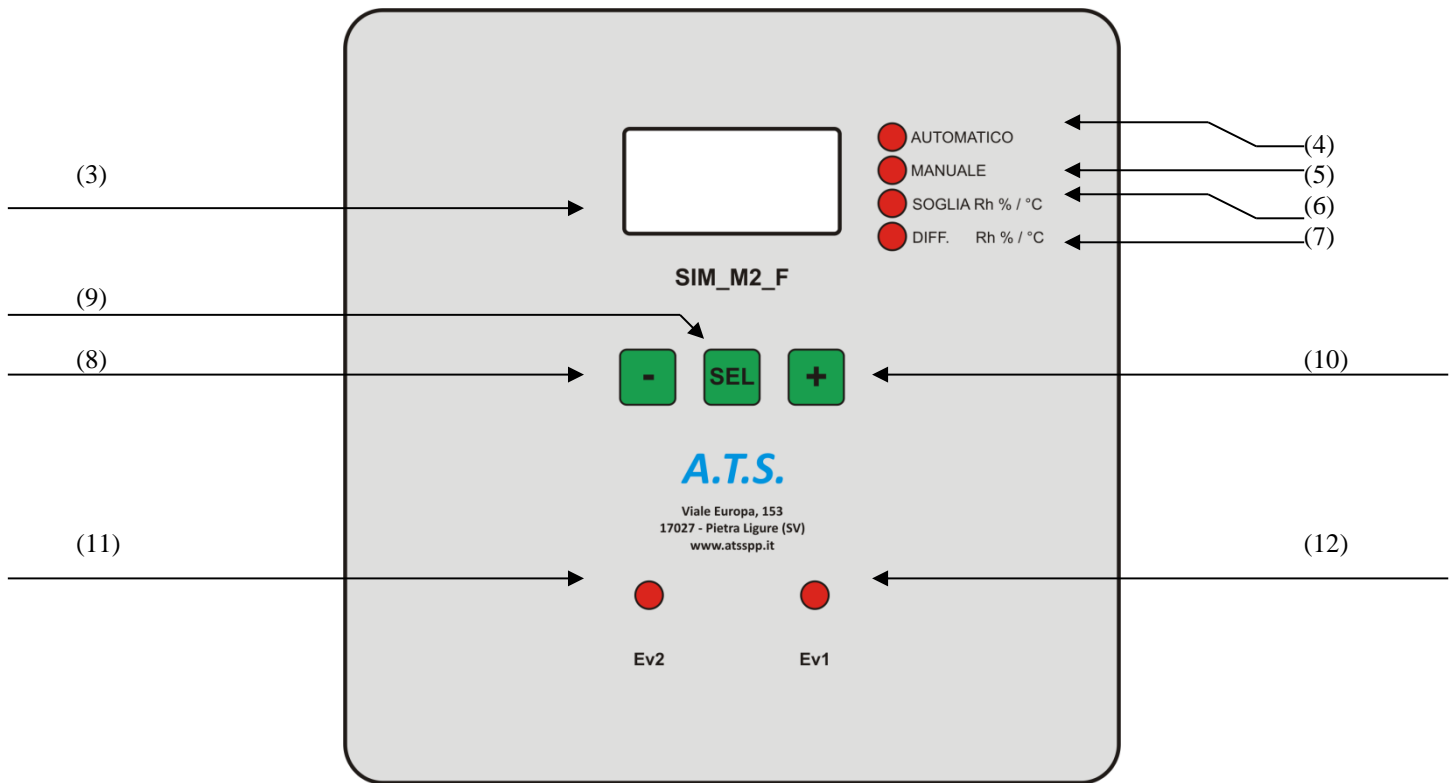 AUTOMATICO
(4)
(3)
MANUALE
(5)
SOGLIA Rh % / °C
(6)
DIFF. Rh % / °C
(7)
SIM_M2_F
(9)
(8)
- SEL +
(10)
A.T.S.
Viale Europa, 153
17027 - Pietra Ligure (SV)
www.atsspp.it
(11)
(12)
Ev2
Ev1